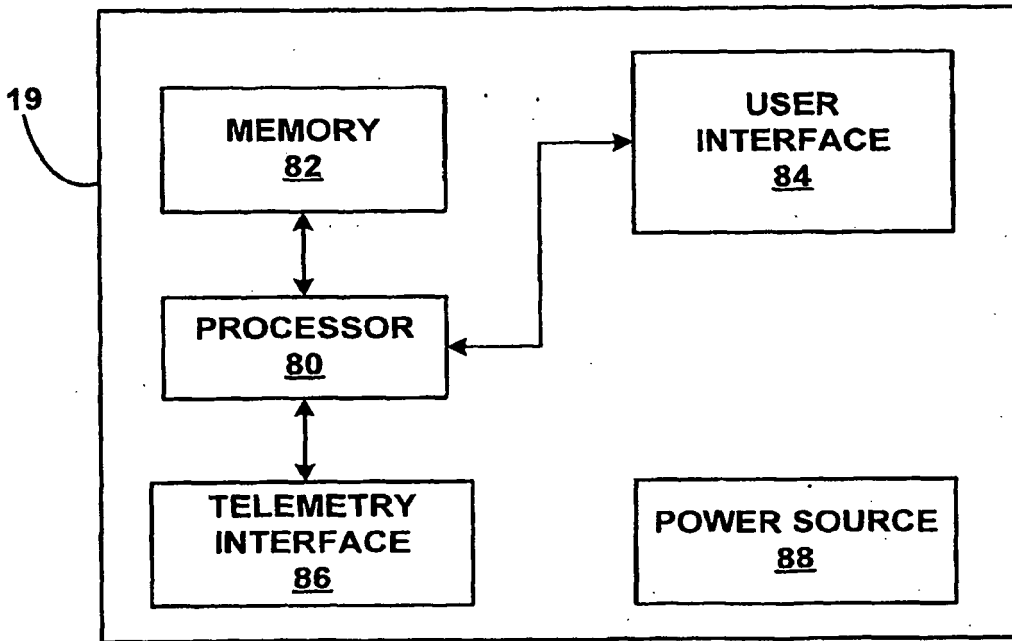 19
MEMORY
82
USER
INTERFACE
84
PROCESSOR
80
TELEMETRY
INTERFACE
86
POWER SOURCE
88